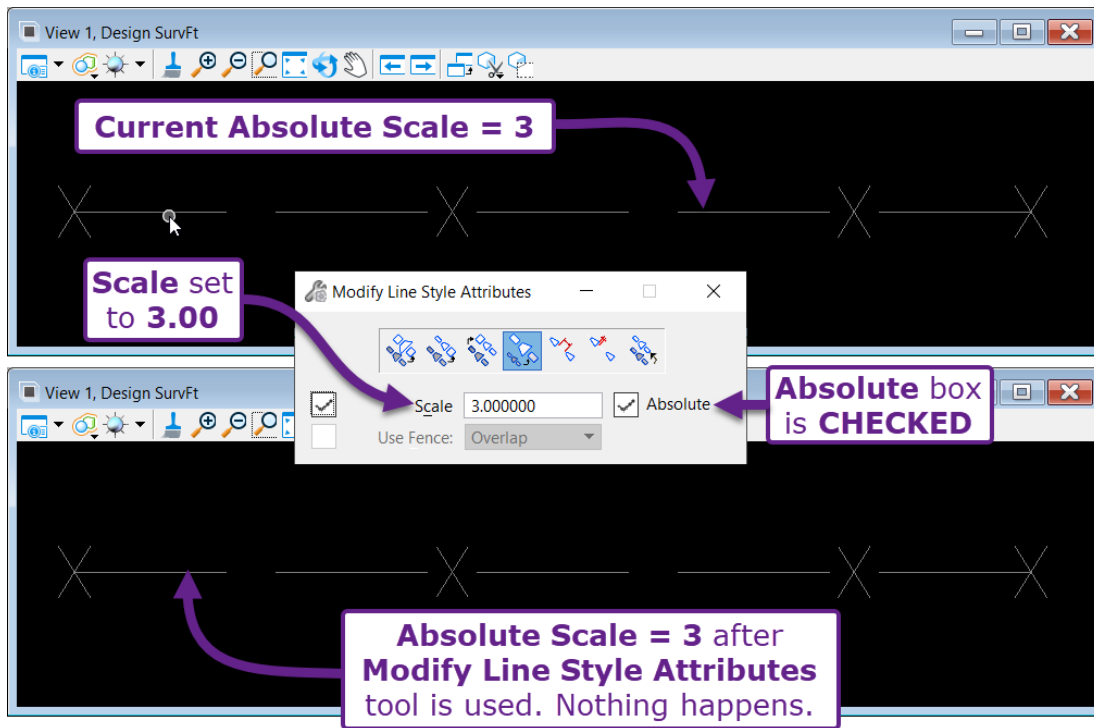 View 1, Design SurvFt
Current Absolute Scale = 3
Scale set
to 3.00
Modify Line Style Attributes
Scale 3.000000 Absolute
Use Fence: Overlap
Absolute box
is CHECKED
View 1, Design SurvFt
Absolute Scale = 3 after
Modify Line Style Attributes
tool is used. Nothing happens.